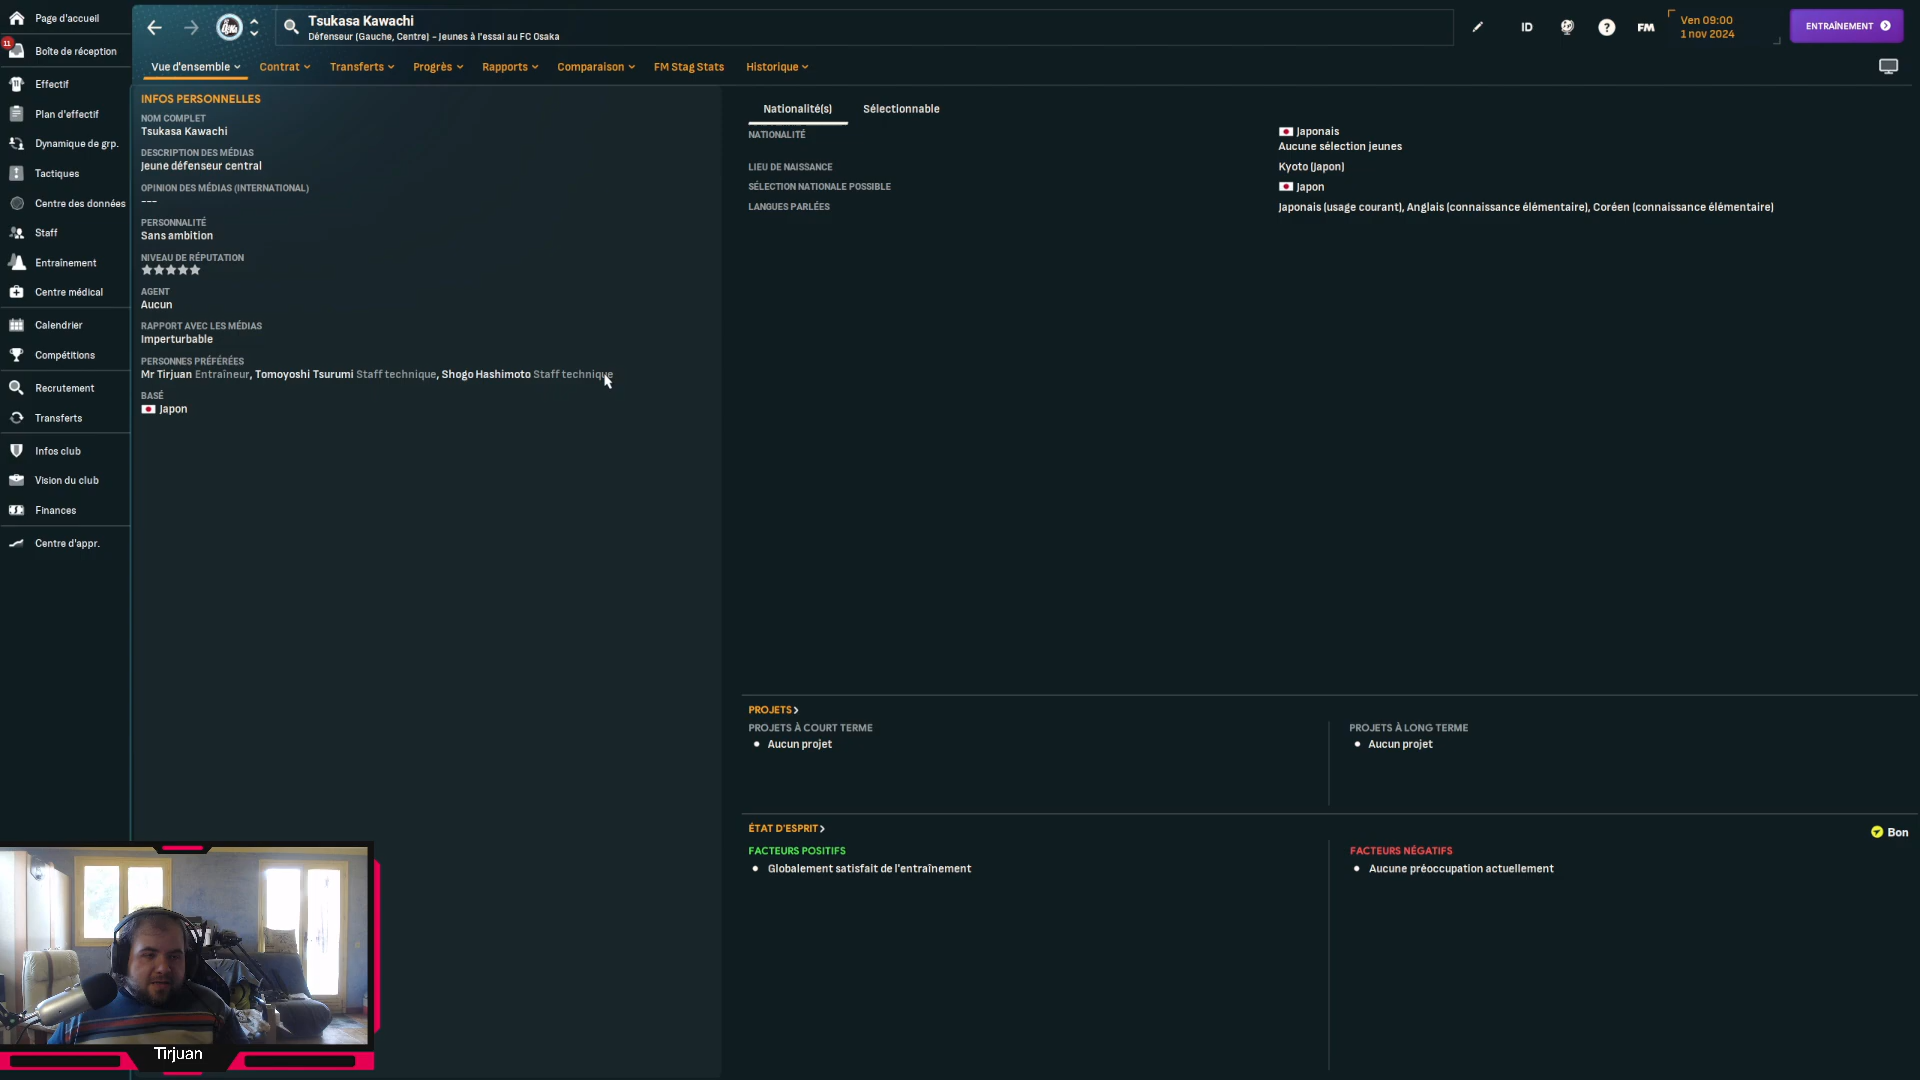 Page d'accueil
11
Boîte de réception
Effectif
Plan d'effectif
Dynamique de grp.
Tactiques
Centre des données
Staff
Entraînement
Centre médical
Calendrier
Compétitions
Recrutement
Transferts
Infos club
Vision du club
Finances
Centre d'appr.
Tsukasa Kawachi
Défenseur (Gauche, Centre) - Jeunes à l'essai au FC Osaka
ID
?
FM
Ven 09:00
1 nov 2024
ENTRAÎNEMENT
Vue d'ensemble
Contrat
Transferts
Progrès
Rapports
Comparaison
FM Stag Stats
Historique
INFOS PERSONNELLES
NOM COMPLET
Tsukasa Kawachi
DESCRIPTION DES MÉDIAS
Jeune défenseur central
OPINION DES MÉDIAS (INTERNATIONAL)
---
PERSONNALITÉ
Sans ambition
NIVEAU DE RÉPUTATION
AGENT
Aucun
RAPPORT AVEC LES MÉDIAS
Imperturbable
PERSONNES PRÉFÉRÉES
Mr Tirjuan Entraîneur, Tomoyoshi Tsurumi Staff technique, Shogo Hashimoto Staff technique
BASÉ
Japon
Nationalité(s)
Sélectionnable
NATIONALITÉ
Japonais
Aucune sélection jeunes
LIEU DE NAISSANCE
Kyoto (Japon)
SÉLECTION NATIONALE POSSIBLE
Japon
LANGUES PARLÉES
Japonais (usage courant), Anglais (connaissance élémentaire), Coréen (connaissance élémentaire)
PROJETS
PROJETS À COURT TERME
Aucun projet
PROJETS À LONG TERME
Aucun projet
ÉTAT D'ESPRIT
Bon
FACTEURS POSITIFS
Globalement satisfait de l'entraînement
FACTEURS NÉGATIFS
Aucune préoccupation actuellement
Tirjuan